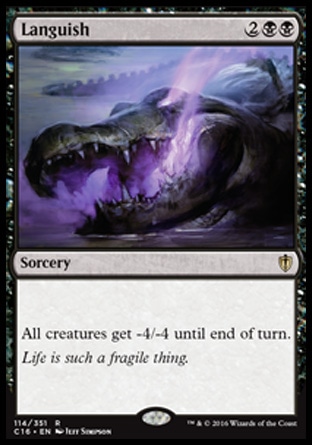 Languish 2
Sorcery
All creatures get -4/-4 until end of turn.
Life is such a fragile thing.
114/351 R
C16 • EN Jeff Simpson ™ & © 2016 Wizards of the Coast